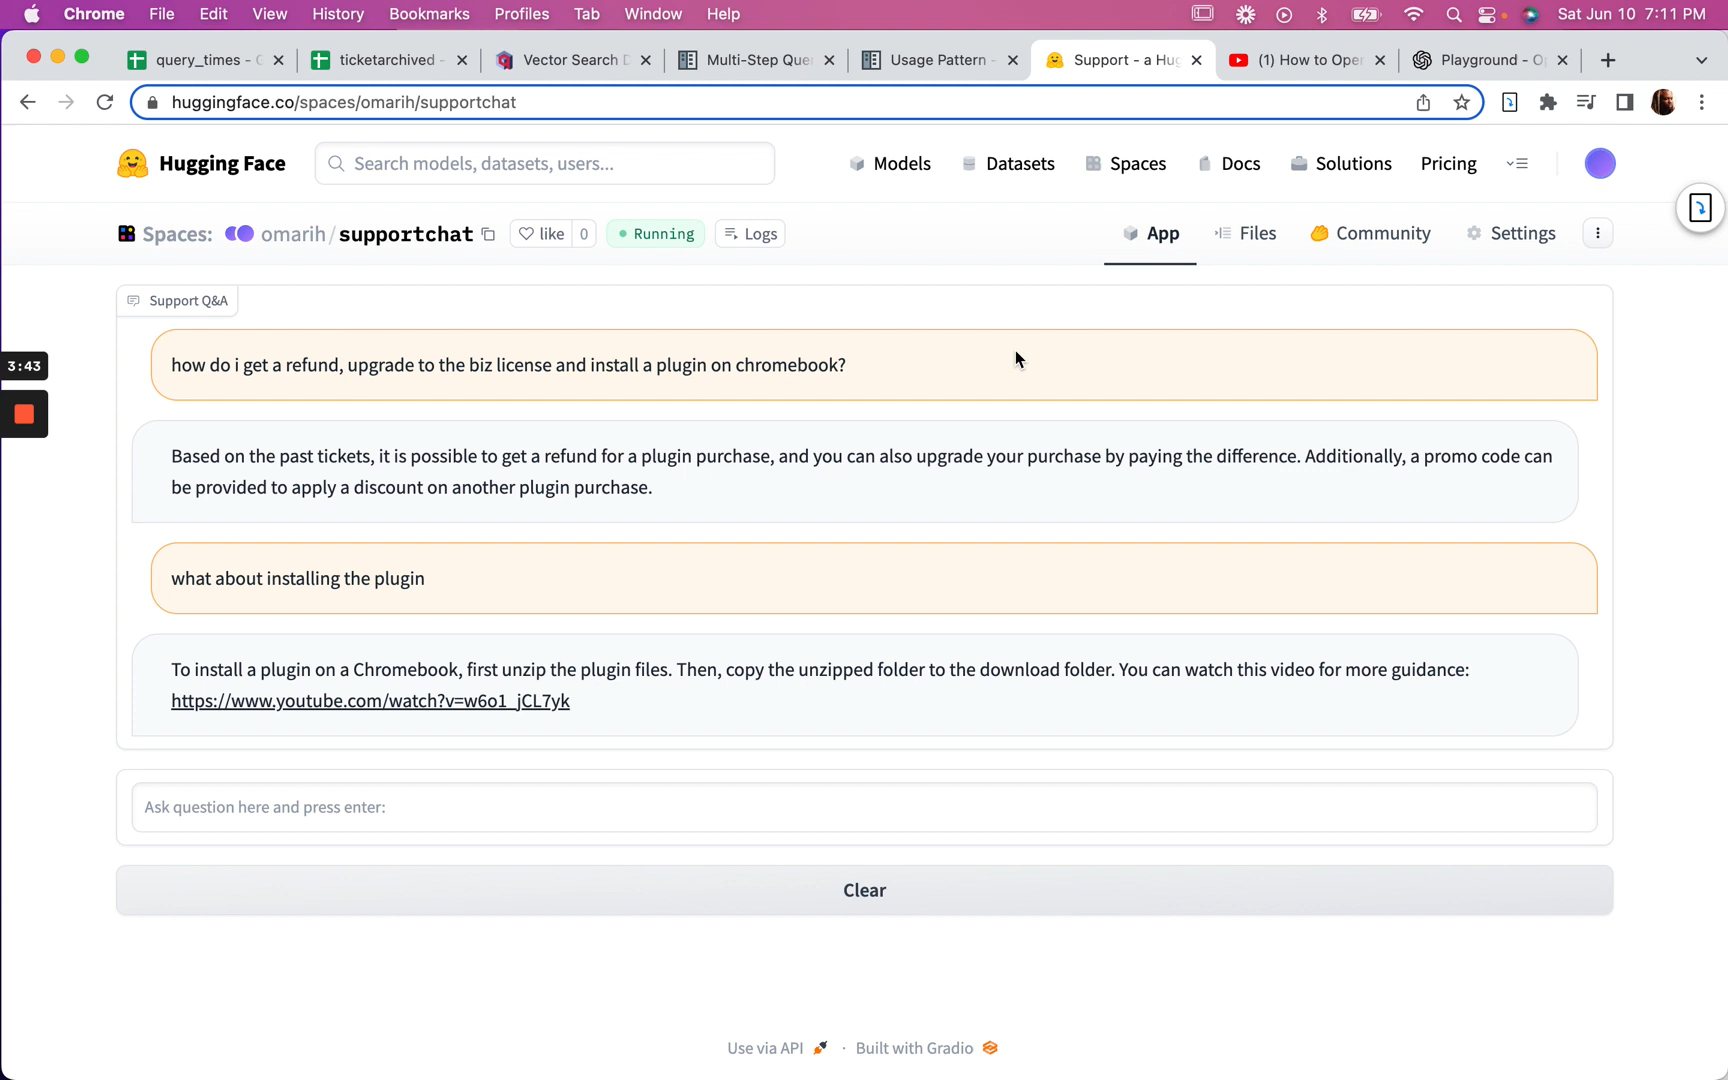 Chrome File Edit View History Bookmarks Profiles Tab Window Help Sat Jun 10 7:11 PM
query_times - G ticketarchived - Vector Search D Multi-Step Quer Usage Pattern - Support - a Hug (1) How to Oper Playground - Op
huggingface.co/spaces/omarih/supportchat
Hugging Face Search models, datasets, users... Models Datasets Spaces Docs Solutions Pricing
Spaces: omarih/supportchat like 0 Running Logs App Files Community Settings
Support Q&A
how do i get a refund, upgrade to the biz license and install a plugin on chromebook?
3:43
Based on the past tickets, it is possible to get a refund for a plugin purchase, and you can also upgrade your purchase by paying the difference. Additionally, a promo code can
be provided to apply a discount on another plugin purchase.
what about installing the plugin
To install a plugin on a Chromebook, first unzip the plugin files. Then, copy the unzipped folder to the download folder. You can watch this video for more guidance:
https://www.youtube.com/watch?v=w6o1_jCL7yk
Ask question here and press enter:
Clear
Use via API · Built with Gradio